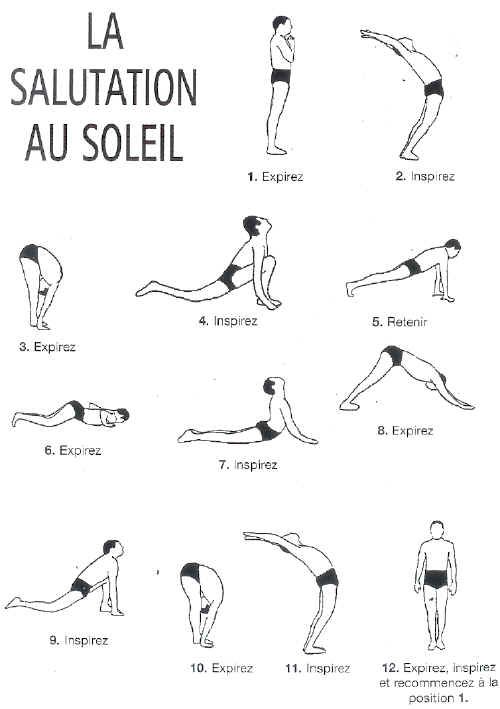 LA
SALUTATION
AU SOLEIL
1. Expirez
2. Inspirez
3. Expirez
4. Inspirez
5. Retenir
6. Expirez
7. Inspirez
8. Expirez
9. Inspirez
10. Expirez
11. Inspirez
12. Expirez, inspirez
et recommencez à la
position 1.